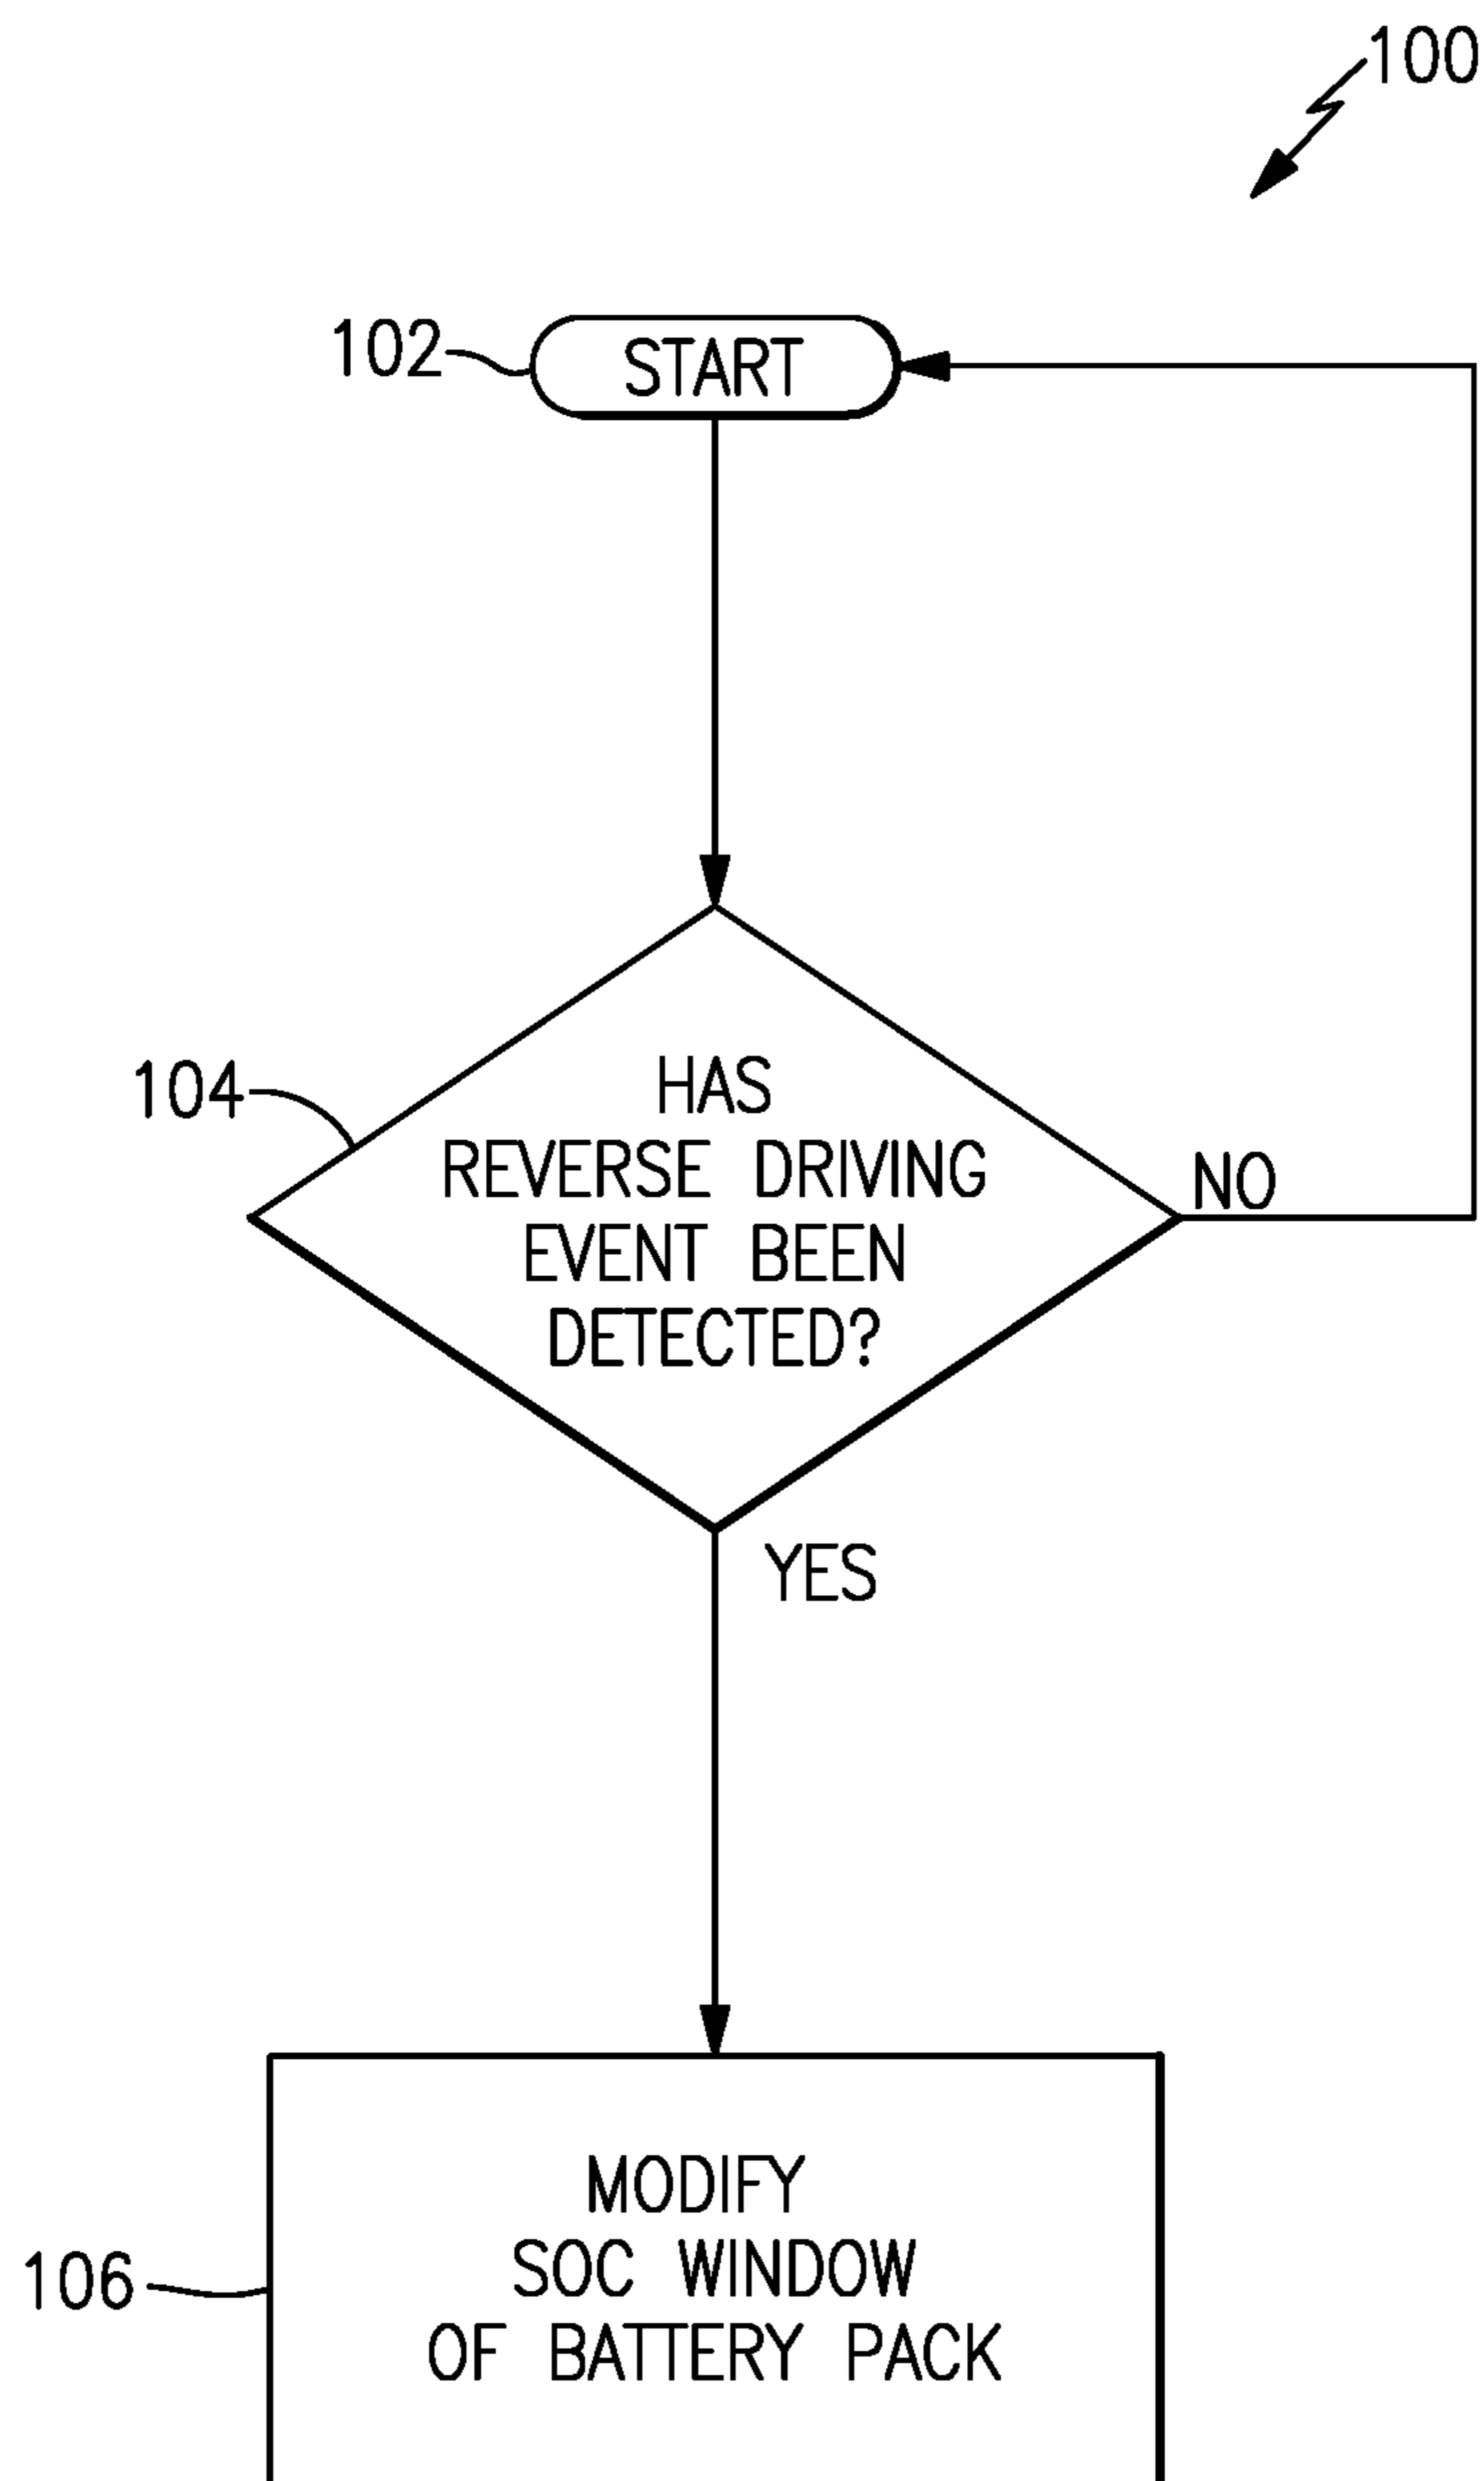 100
102
START
104
HAS
REVERSE DRIVING
EVENT BEEN
DETECTED?
NO
YES
106
MODIFY
SOC WINDOW
OF BATTERY PACK